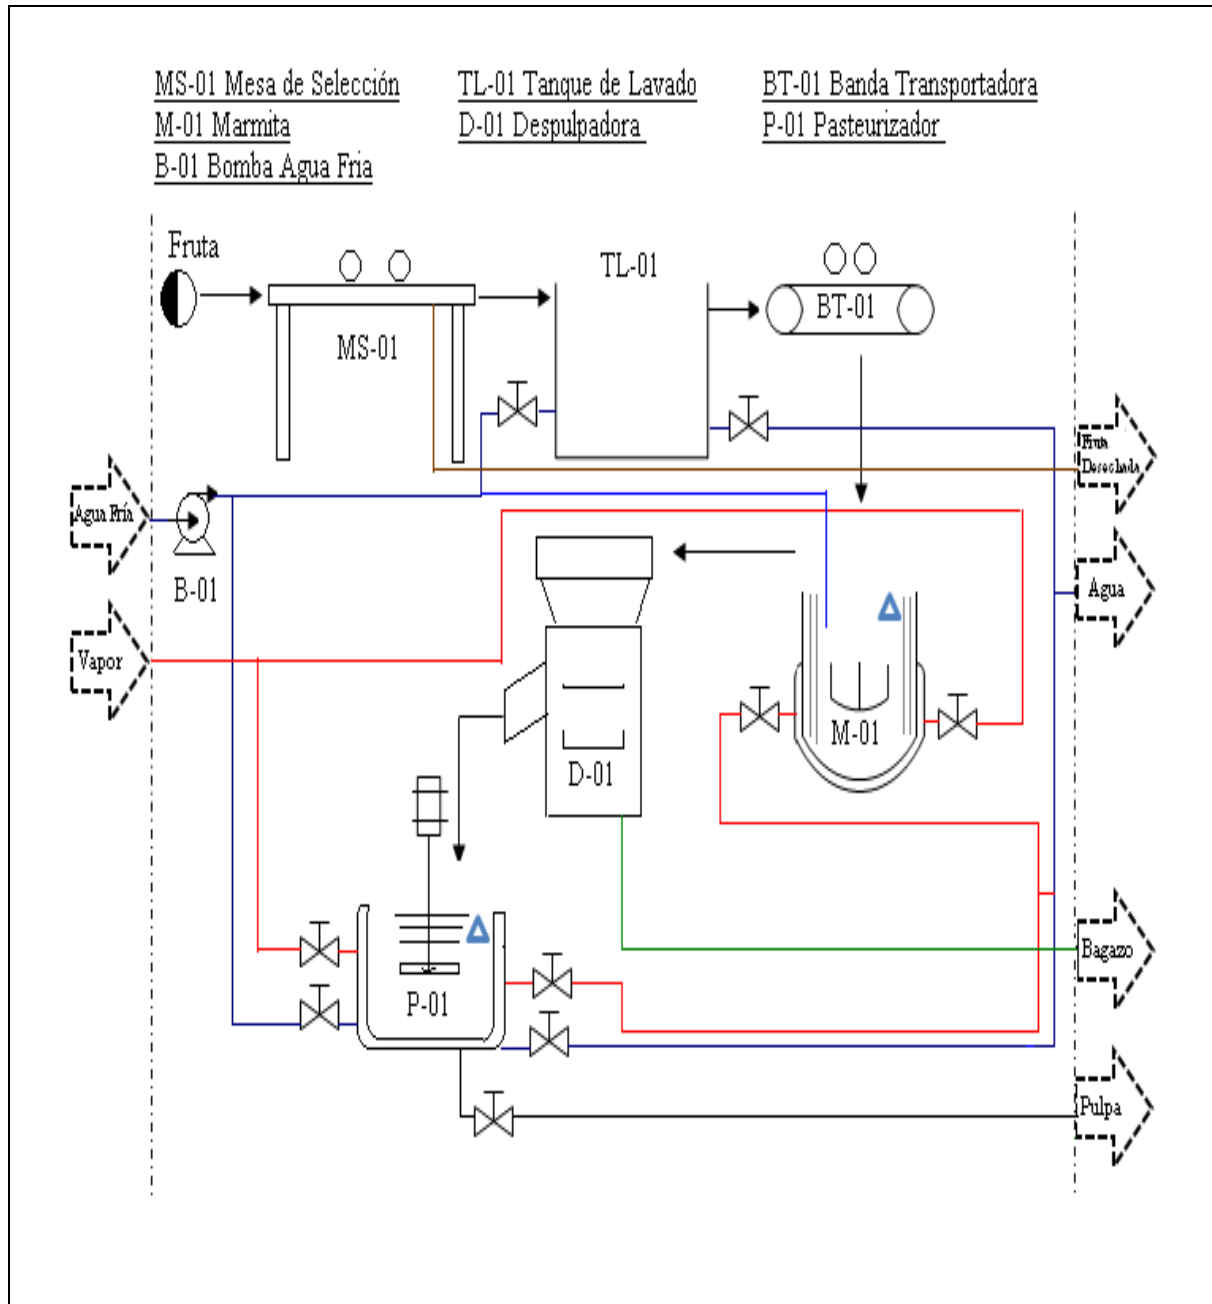 MS-01 Mesa de Selección
TL-01 Tanque de Lavado
BT-01 Banda Transportadora
M-01 Marmita
D-01 Despulpadora
P-01 Pasteurizador
B-01 Bomba Agua Fria
Fruta
TL-01
BT-01
MS-01
Fruta
Desechada
Agua Fría
B-01
Agua
Vapor
M-01
D-01
Bagazo
P-01
Pulpa